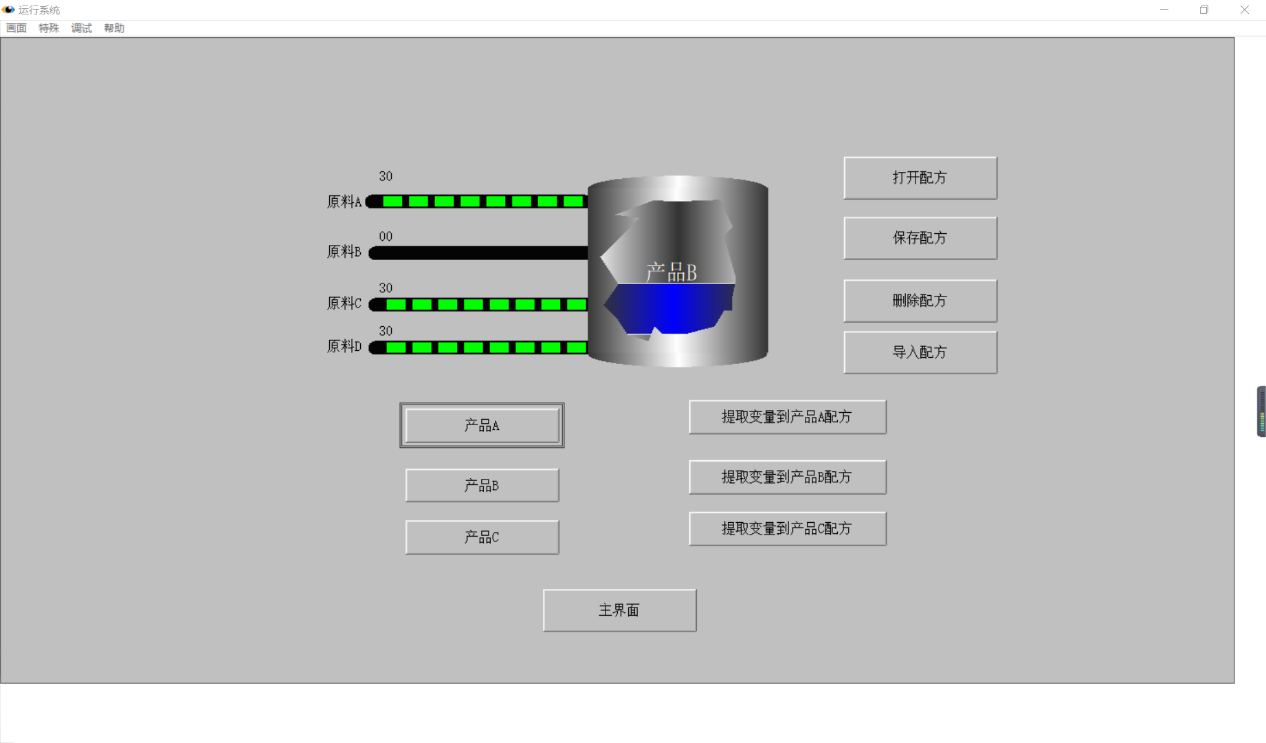 运行系统
画面 特殊 调试 帮助
30
原料A
00
原料B
30
原料C
30
原料D
产品B
打开配方
保存配方
删除配方
导入配方
产品A
产品B
产品C
提取变量到产品A配方
提取变量到产品B配方
提取变量到产品C配方
主界面